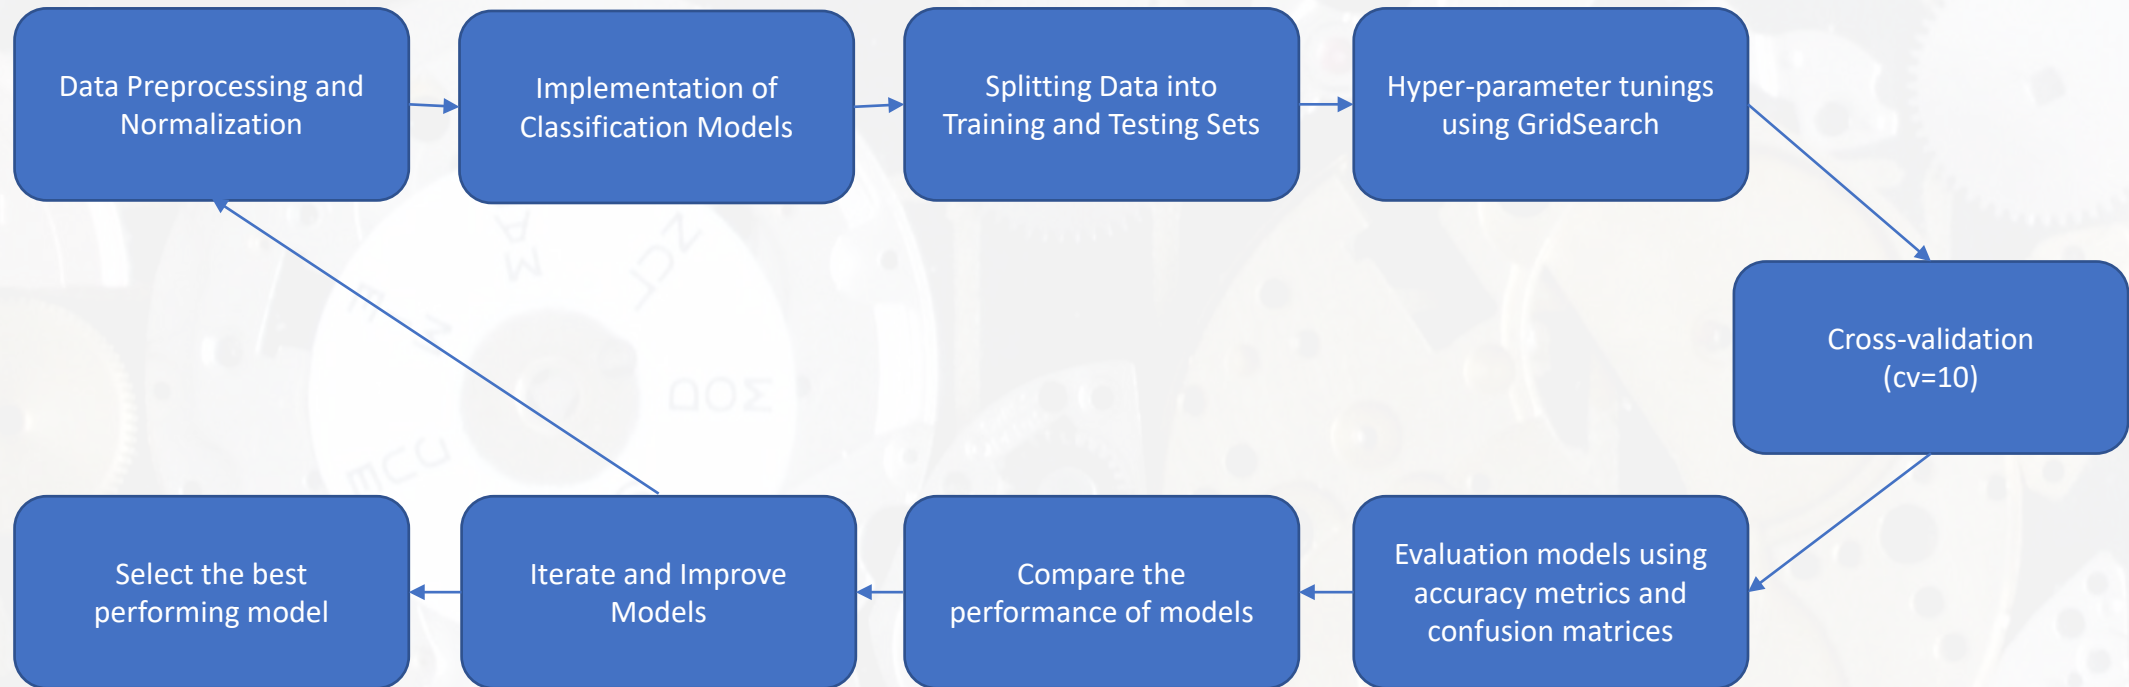 Data Preprocessing and
Normalization
Implementation of
Classification Models
Splitting Data into
Training and Testing Sets
Hyper-parameter tunings
using GridSearch
Cross-validation
(cv=10)
Evaluation models using
accuracy metrics and
confusion matrices
Compare the
performance of models
Iterate and Improve
Models
Select the best
performing model